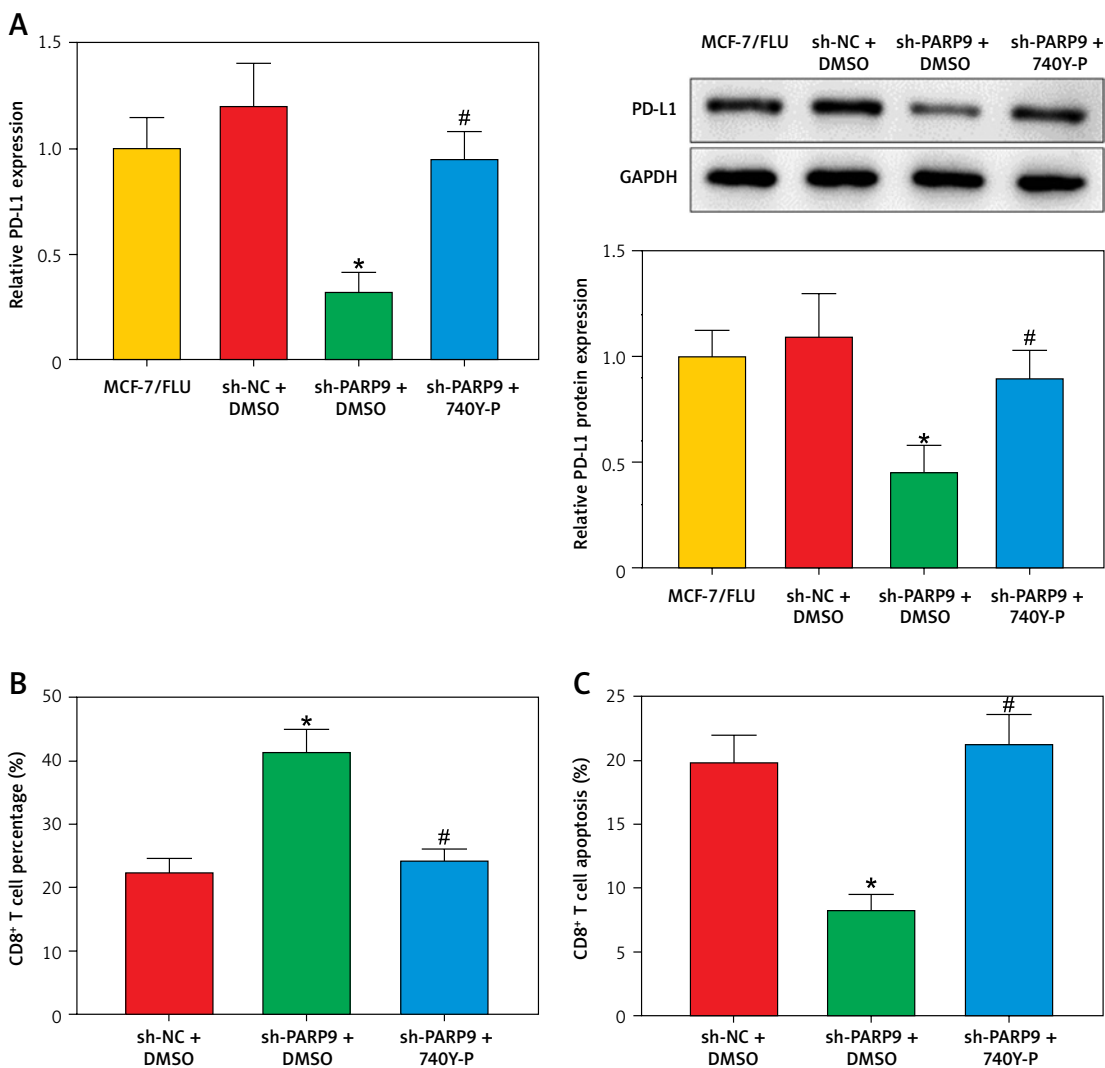 A
Relative PD-L1 expression
1.5
1.0
0.5
0
*
#
MCF-7/FLU
sh-NC +
DMSO
sh-PARP9 +
DMSO
sh-PARP9 +
740Y-P
MCF-7/FLU
sh-NC +
DMSO
sh-PARP9 +
DMSO
sh-PARP9 +
740Y-P
PD-L1
GAPDH
Relative PD-L1 protein expression
1.5
1.0
0.5
0
*
#
MCF-7/FLU
sh-NC +
DMSO
sh-PARP9 +
DMSO
sh-PARP9 +
740Y-P
B
CD8⁺ T cell percentage (%)
50
40
30
20
10
0
*
#
sh-NC +
DMSO
sh-PARP9 +
DMSO
sh-PARP9 +
740Y-P
C
CD8⁺ T cell apoptosis (%)
25
20
15
10
5
0
*
#
sh-NC +
DMSO
sh-PARP9 +
DMSO
sh-PARP9 +
740Y-P